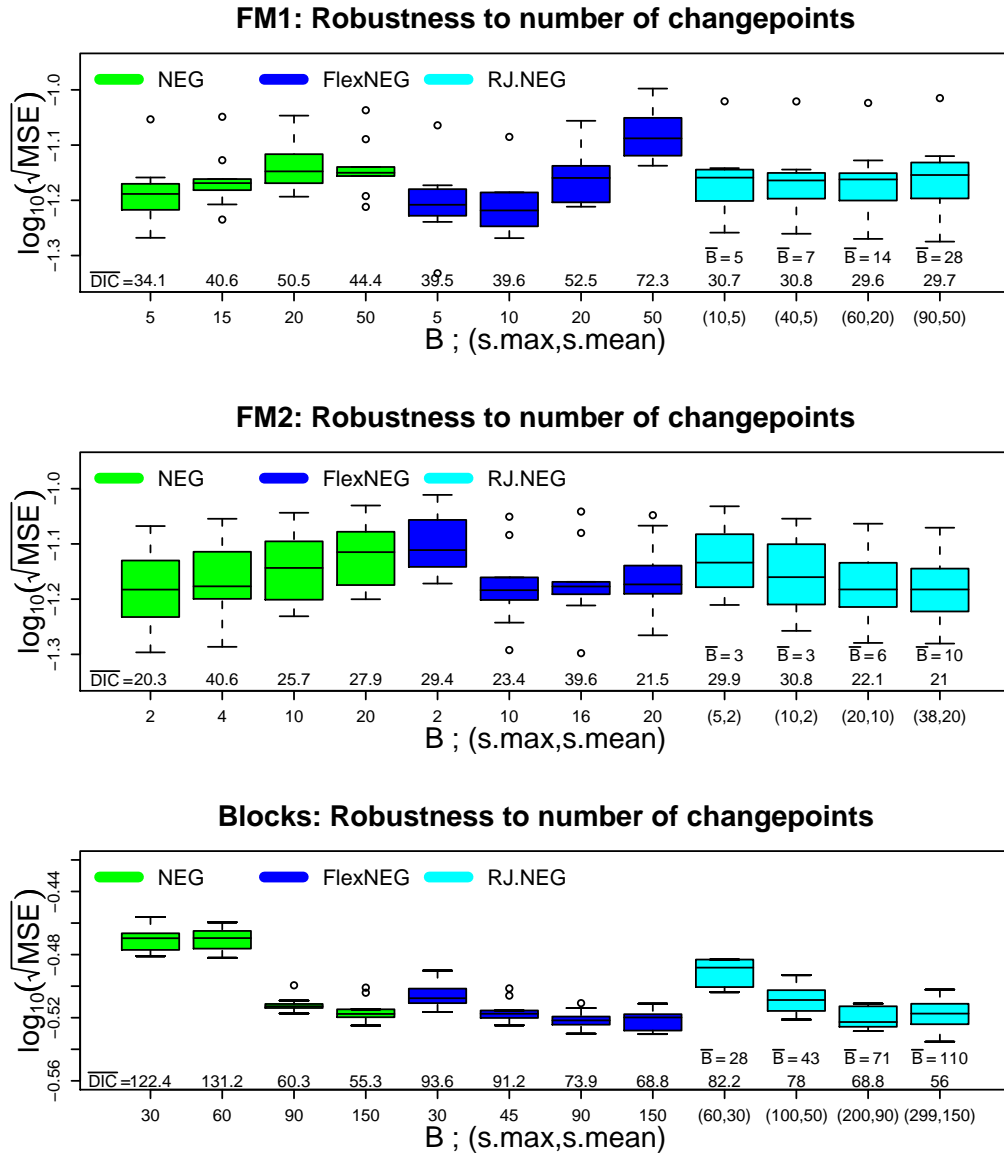 FM1: Robustness to number of changepoints
NEG FlexNEG RJ.NEG
log10(√MSE)
−1.0
−1.1
−1.2
−1.3
B = 5 B = 7 B = 14 B = 28
DIC =34.1 40.6 50.5 44.4 39.5 39.6 52.5 72.3 30.7 30.8 29.6 29.7
5 15 20 50 5 10 20 50 (10,5) (40,5) (60,20) (90,50)
B ; (s.max,s.mean)
FM2: Robustness to number of changepoints
NEG FlexNEG RJ.NEG
log10(√MSE)
−1.0
−1.1
−1.2
−1.3
B = 3 B = 3 B = 6 B = 10
DIC =20.3 40.6 25.7 27.9 29.4 23.4 39.6 21.5 29.9 30.8 22.1 21
2 4 10 20 2 10 16 20 (5,2) (10,2) (20,10) (38,20)
B ; (s.max,s.mean)
Blocks: Robustness to number of changepoints
NEG FlexNEG RJ.NEG
log10(√MSE)
−0.44
−0.48
−0.52
−0.56
B = 28 B = 43 B = 71 B = 110
DIC =122.4 131.2 60.3 55.3 93.6 91.2 73.9 68.8 82.2 78 68.8 56
30 60 90 150 30 45 90 150 (60,30) (100,50) (200,90) (299,150)
B ; (s.max,s.mean)